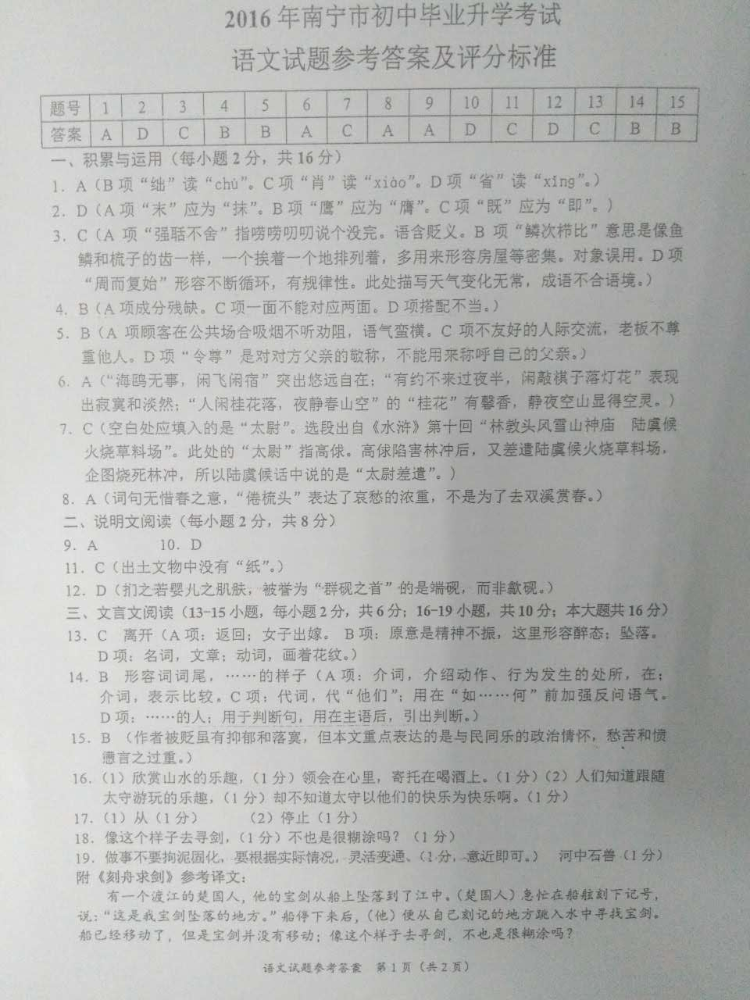 2016 年南宁市初中毕业升学考试
语文试题参考答案及评分标准
题号 1 2 3 4 5 6 7 8 9 10 11 12 13 14 15
答案 A D C B B A C A A D C D C B B
一、积累与运用（每小题 2 分，共 16 分）
1．A（B 项“绌”读“chù”。C 项“肖”读“xiào”。D 项“省”读“xǐng”。）
2．D（A 项“末”应为“抹”。B 项“鹰”应为“膺”。C 项“既”应为“即”。）
3．C（A 项“强聒不舍”指唠唠叨叨说个没完。语含贬义。B 项“鳞次栉比”意思是像鱼
鳞和梳子的齿一样，一个挨着一个地排列着，多用来形容房屋等密集。对象误用。D 项
“周而复始”形容不断循环，有规律性。此处描写天气变化无常，成语不合语境。）
4．B（A 项成分残缺。C 项一面不能对应两面。D 项搭配不当。）
5．B（A 项顾客在公共场合吸烟不听劝阻，语气蛮横。C 项不友好的人际交流，老板不尊
重他人。D 项“令尊”是对对方父亲的敬称，不能用来称呼自己的父亲。）
6．A（“海鸥无事，闲飞闲宿”突出悠远自在；“有约不来过夜半，闲敲棋子落灯花”表现
出寂寞和淡然；“人闲桂花落，夜静春山空”的“桂花”有馨香，静夜空山显得空灵。）
7．C（空白处应填入的是“太尉”。选段出自《水浒》第十回“林教头风雪山神庙　陆虞候
火烧草料场”。此处的“太尉”指高俅。高俅陷害林冲后，又差遣陆虞候火烧草料场，
企图烧死林冲，所以陆虞候话中说的是“太尉差遣”。）
8．A（词句无惜春之意，“倦梳头”表达了哀愁的浓重，不是为了去双溪赏春。）
二、说明文阅读（每小题 2 分，共 8 分）
9．A　　　10．D
11．C（出土文物中没有“纸”。）
12．D（扪之若婴儿之肌肤，被誉为“群砚之首”的是端砚，而非歙砚。）
三、文言文阅读（13-15 小题，每小题 2 分，共 6 分；16-19 小题，共 10 分；本大题共 16 分）
13．C　离开（A 项：返回；女子出嫁。 B 项：原意是精神不振，这里形容醉态；坠落。
D 项：名词，文章；动词，画着花纹。）
14．B　形容词词尾，……的样子（A 项：介词，介绍动作、行为发生的处所，在；
介词，表示比较。C 项：代词，代“他们”；用在“如……何”前加强反问语气。
D 项：……的人；用于判断句，用在主语后，引出判断。）
15．B （作者被贬虽有抑郁和落寞，但本文重点表达的是与民同乐的政治情怀，愁苦和愤
懑言之过重。）
16．（1）欣赏山水的乐趣，（1 分）领会在心里，寄托在喝酒上。（1 分）（2）人们知道跟随
太守游玩的乐趣，（1 分）却不知道太守以他们的快乐为快乐啊。（1 分）
17．（1）从（1 分）　　　（2）停止（1 分）
18．像这个样子去寻剑，（1 分）不也是很糊涂吗？（1 分）
19．做事不要拘泥固化，要根据实际情况，灵活变通、（1 分，意近即可。）　河中石兽（1 分）
附《刻舟求剑》参考译文：
有一个渡江的楚国人，他的宝剑从船上坠落到了江中。（楚国人）急忙在船舷刻下记号，
说：“这是我宝剑坠落的地方。”船停下来后，（他）便从自己刻记的地方跳入水中寻找宝剑。
船已经移动了，但是宝剑并没有移动；像这个样子去寻剑，不也是很糊涂吗？
语文试题参考答案　第 1 页（共 2 页）